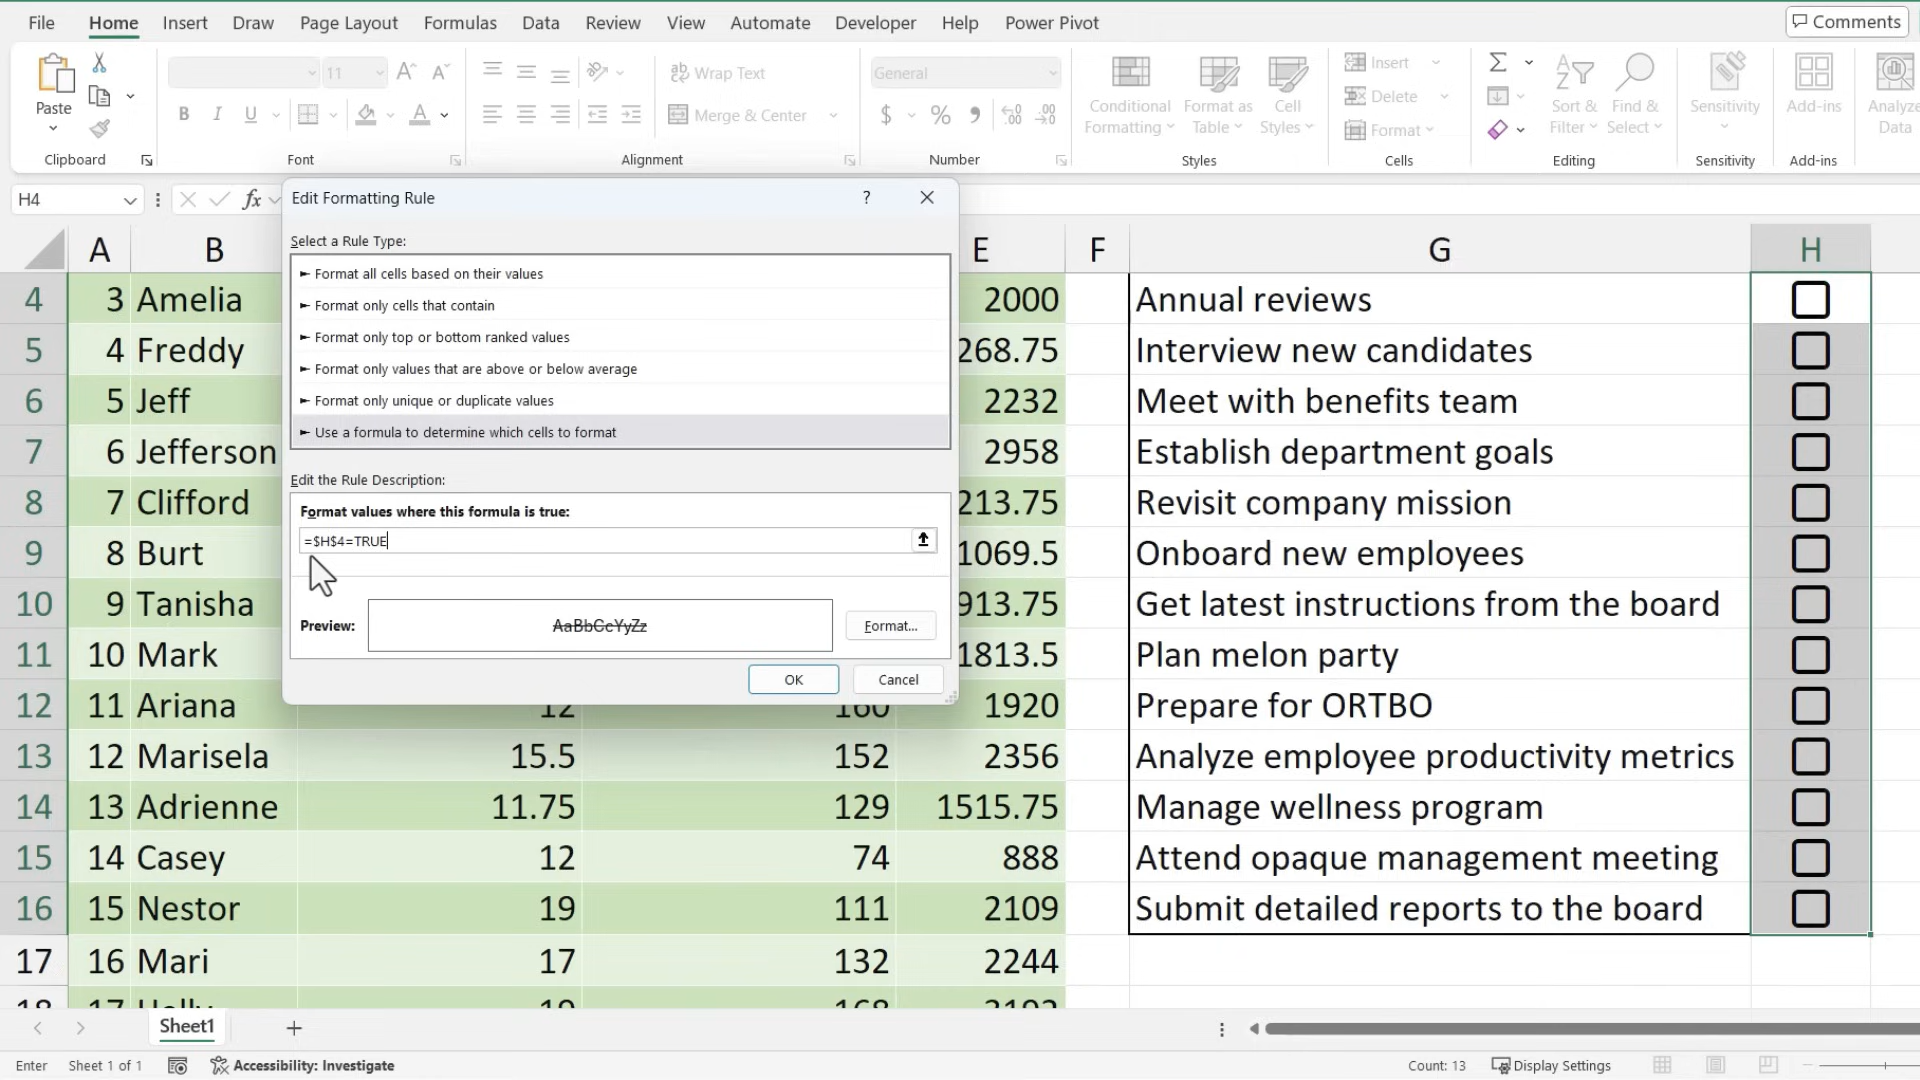 File Home Insert Draw Page Layout Formulas Data Review View Automate Developer Help Power Pivot Comments
11 A A ab Wrap Text General Insert Σ A Z
Paste B I U A Merge & Center $ % 9 .00 Conditional Formatting Format as Table Cell Styles Delete Format Sort & Filter Find & Select Sensitivity Add-ins Analyze Data
Clipboard Font Alignment Number Styles Cells Editing Sensitivity Add-ins
H4 fx
Edit Formatting Rule ?
Select a Rule Type:
► Format all cells based on their values
► Format only cells that contain
► Format only top or bottom ranked values
► Format only values that are above or below average
► Format only unique or duplicate values
► Use a formula to determine which cells to format
Edit the Rule Description:
Format values where this formula is true:
=$H$4=TRUE
Preview: AaBbCcYyZz Format...
OK Cancel
A B E F G H
4 3 Amelia 2000 Annual reviews
5 4 Freddy 268.75 Interview new candidates
6 5 Jeff 2232 Meet with benefits team
7 6 Jefferson 2958 Establish department goals
8 7 Clifford 213.75 Revisit company mission
9 8 Burt 1069.5 Onboard new employees
10 9 Tanisha 913.75 Get latest instructions from the board
11 10 Mark 1813.5 Plan melon party
12 11 Ariana 12 160 1920 Prepare for ORTBO
13 12 Marisela 15.5 152 2356 Analyze employee productivity metrics
14 13 Adrienne 11.75 129 1515.75 Manage wellness program
15 14 Casey 12 74 888 Attend opaque management meeting
16 15 Nestor 19 111 2109 Submit detailed reports to the board
17 16 Mari 17 132 2244
18 17 Holly 19 168 3192
Sheet1
Enter Sheet 1 of 1 Accessibility: Investigate Count: 13 Display Settings